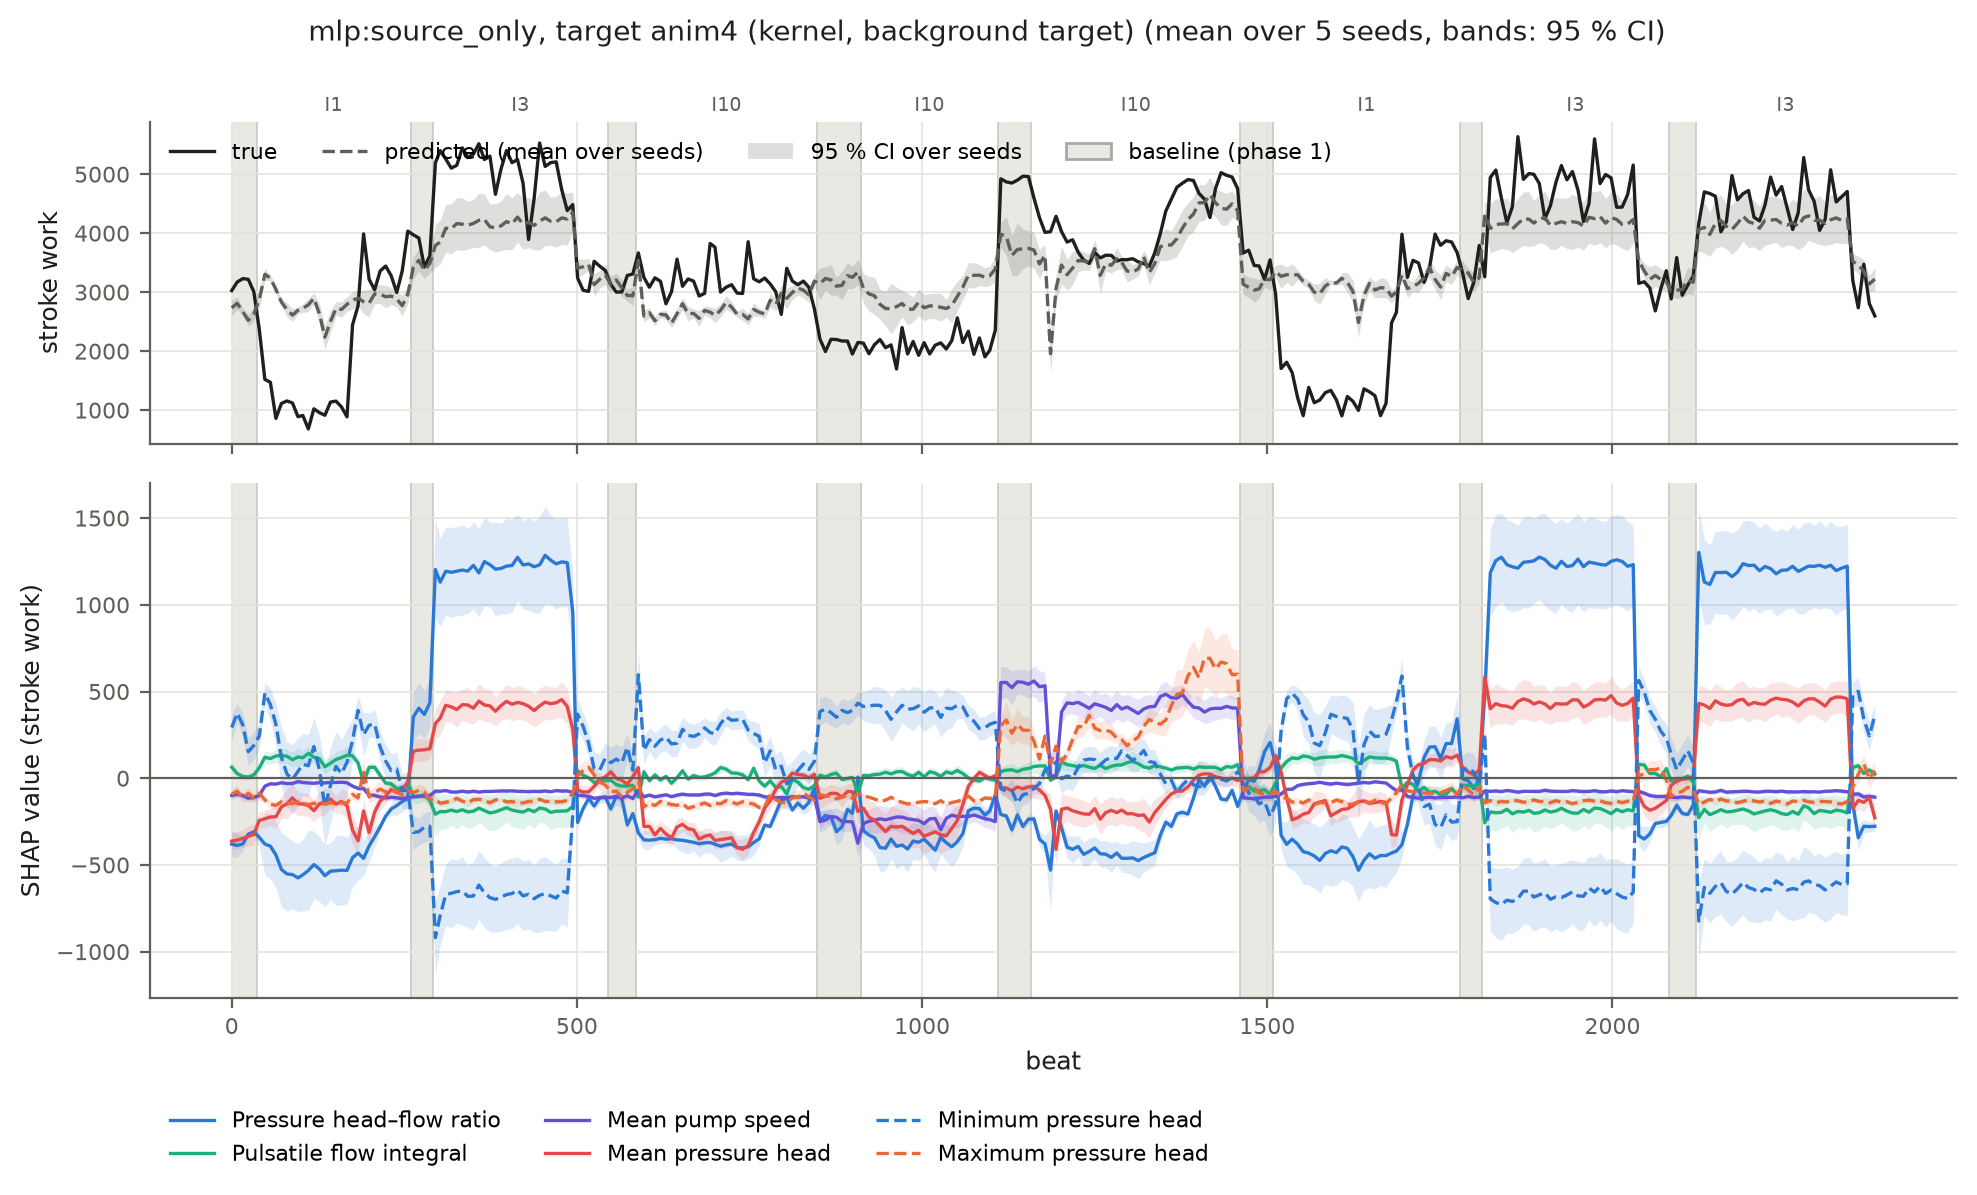 mlp:source_only, target anim4 (kernel, background target) (mean over 5 seeds, bands: 95 % CI)
I1 I3 I10 I10 I10 I1 I3 I3
true predicted (mean over seeds) 95 % CI over seeds baseline (phase 1)
stroke work
5000
4000
3000
2000
1000
SHAP value (stroke work)
1500
1000
500
0
−500
−1000
0 500 1000 1500 2000
beat
Pressure head–flow ratio Mean pump speed Minimum pressure head
Pulsatile flow integral Mean pressure head Maximum pressure head